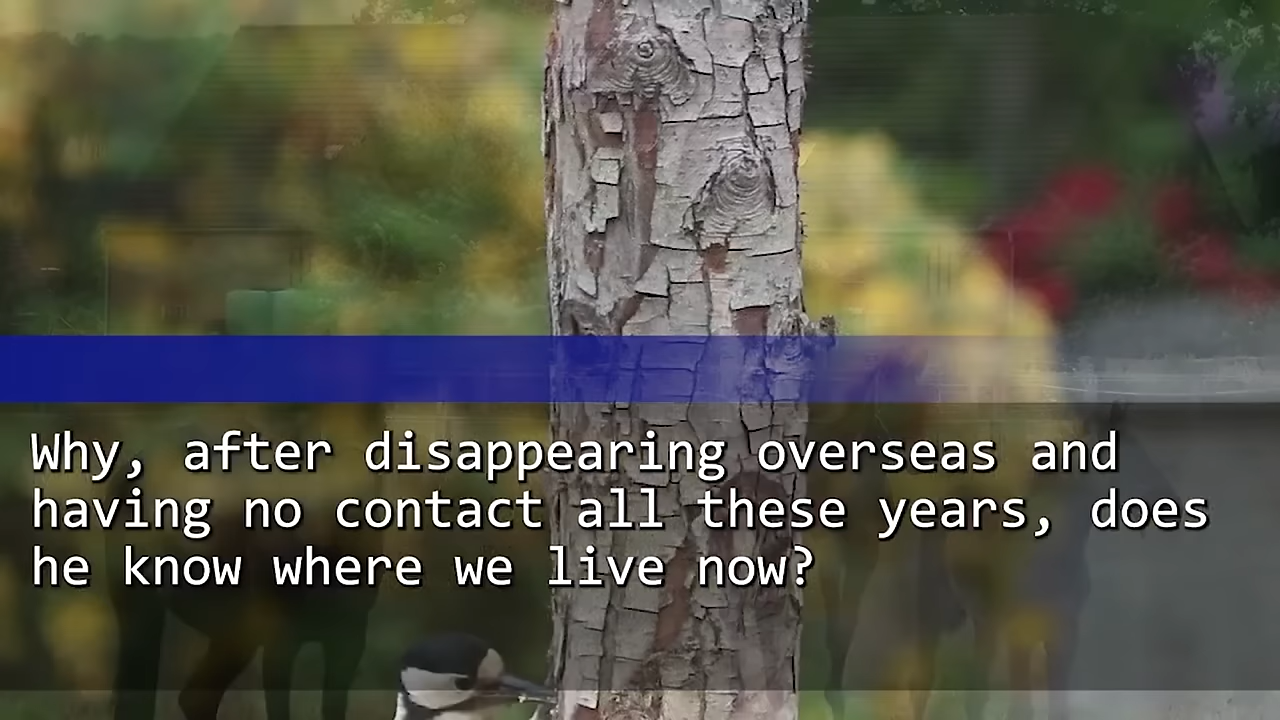 Why, after disappearing overseas and
having no contact all these years, does
he know where we live now?